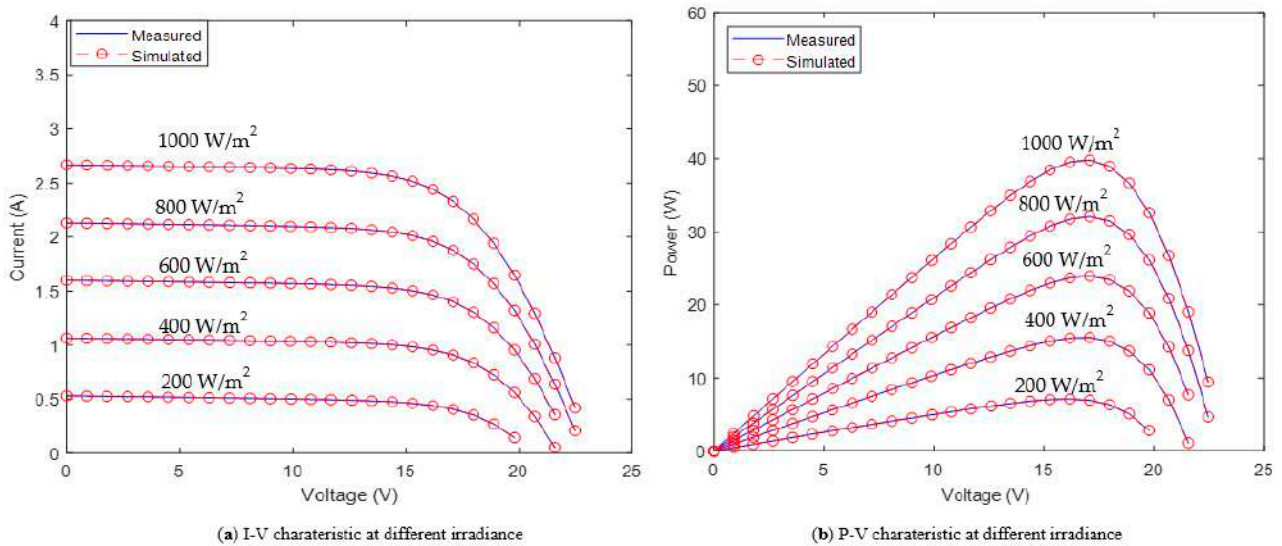 4
3.5
3
2.5
2
1.5
1
0.5
0
Current (A)
Measured
Simulated
1000 W/m²
800 W/m²
600 W/m²
400 W/m²
200 W/m²
0 5 10 15 20 25
Voltage (V)
(a) I-V charateristic at different irradiance
60
50
40
30
20
10
0
Power (W)
Measured
Simulated
1000 W/m²
800 W/m²
600 W/m²
400 W/m²
200 W/m²
0 5 10 15 20 25
Voltage (V)
(b) P-V charateristic at different irradiance